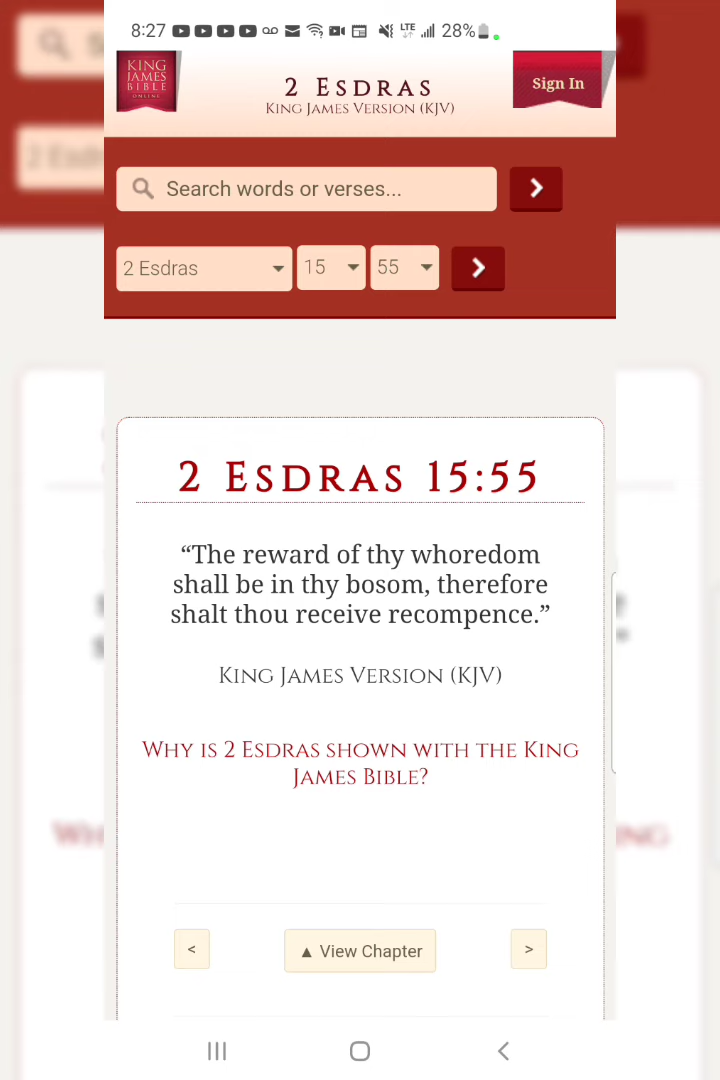 8:27 LTE 28%
KING
JAMES
BIBLE
ONLINE
2 ESDRAS
KING JAMES VERSION (KJV)
Sign In
Search words or verses...
2 Esdras 15 55
2 ESDRAS 15:55
“The reward of thy whoredom
shall be in thy bosom, therefore
shalt thou receive recompence.”
KING JAMES VERSION (KJV)
WHY IS 2 ESDRAS SHOWN WITH THE KING
JAMES BIBLE?
< ▲ View Chapter >